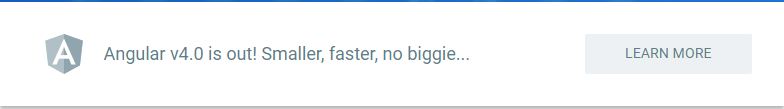 Angular v4.0 is out! Smaller, faster, no biggie...
LEARN MORE